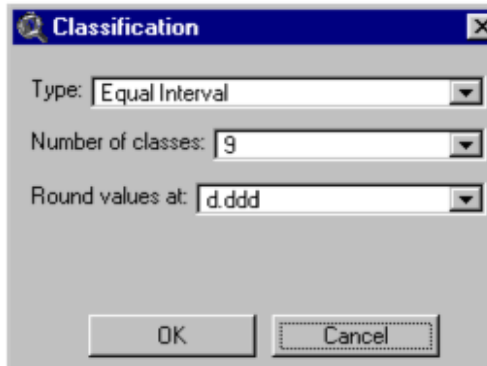 Classification
Type: Equal Interval
Number of classes: 9
Round values at: d.ddd
OK Cancel